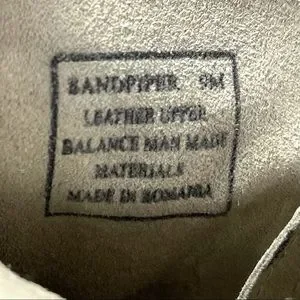 SANDPIPER 9M
LEATHER UPPER
BALANCE MAN MADE
MATERIALS
MADE IN ROMANIA